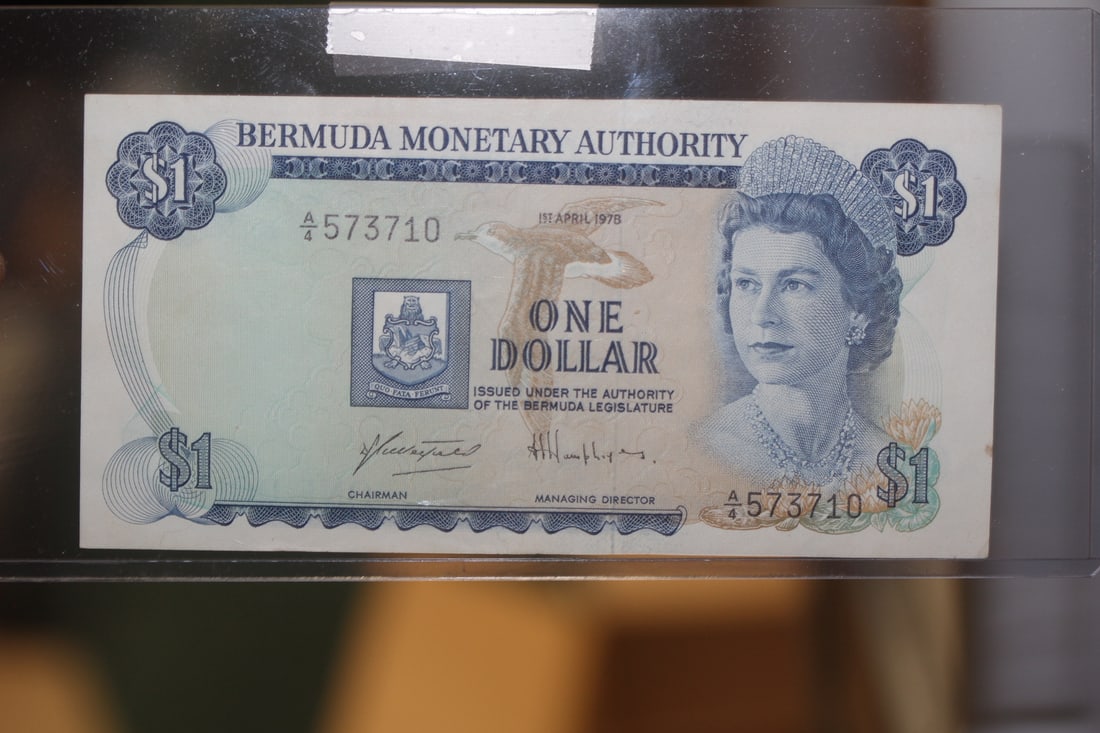 BERMUDA MONETARY AUTHORITY
$1
$1
A/4 573710
1ST APRIL 1978
ONE
DOLLAR
QUO FATA FERUNT
ISSUED UNDER THE AUTHORITY
OF THE BERMUDA LEGISLATURE
CHAIRMAN
MANAGING DIRECTOR
$1
A/4 573710
$1